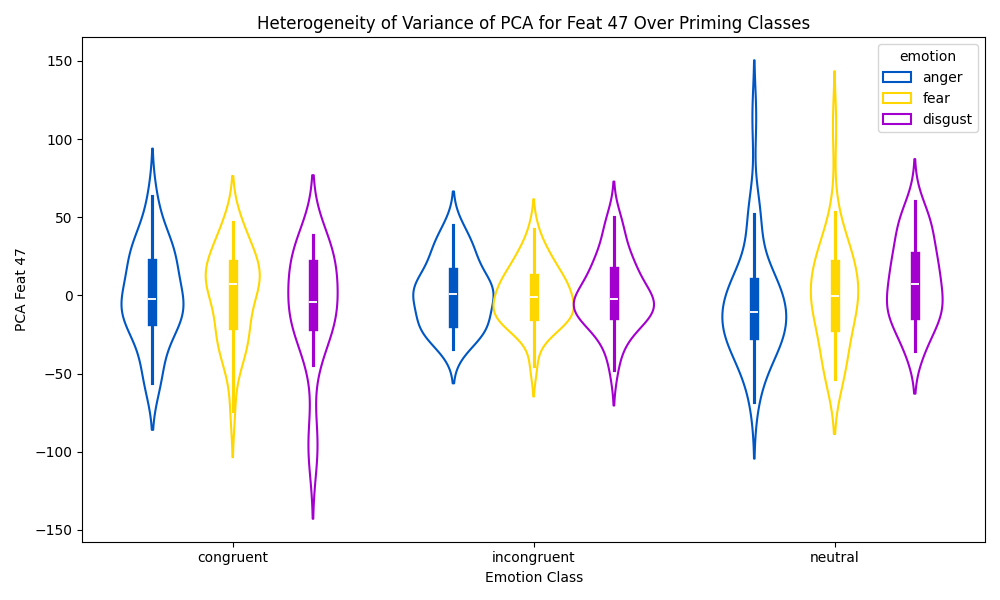 Heterogeneity of Variance of PCA for Feat 47 Over Priming Classes
emotion
anger
fear
disgust
PCA Feat 47
150
100
50
0
−50
−100
−150
congruent
incongruent
neutral
Emotion Class